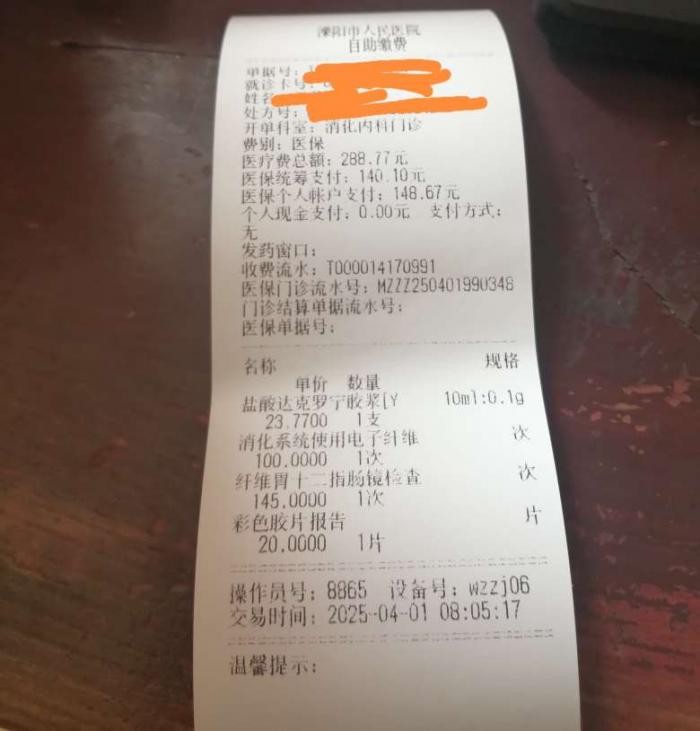 溧阳市人民医院
自助缴费
单据号：
就诊卡号：
姓名
处方号：
开单科室：消化内科门诊
费别：医保
医疗费总额：288.77元
医保统筹支付：140.10元
医保个人帐户支付：148.67元
个人现金支付：0.00元 支付方式：
无
发药窗口：
收费流水：T000014170991
医保门诊流水号：MZZZ250401990348
门诊结算单据流水号：
医保单据号：
名称 规格
单价 数量
盐酸达克罗宁胶浆[Y 10ml:0.1g
23.7700 1支
消化系统使用电子纤维 次
100.0000 1次
纤维胃十二指肠镜检查 次
145.0000 1次
彩色胶片报告 片
20.0000 1片
操作员号：8865 设备号：wzzj06
交易时间：2025-04-01 08:05:17
温馨提示：